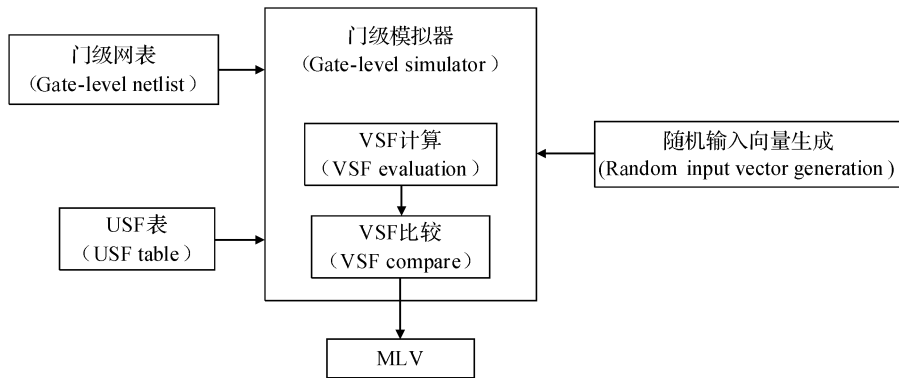 门级网表
（Gate-level netlist）
USF表
（USF table）
门级模拟器
（Gate-level simulator）
VSF计算
（VSF evaluation）
VSF比较
（VSF compare）
MLV
随机输入向量生成
(Random input vector generation）